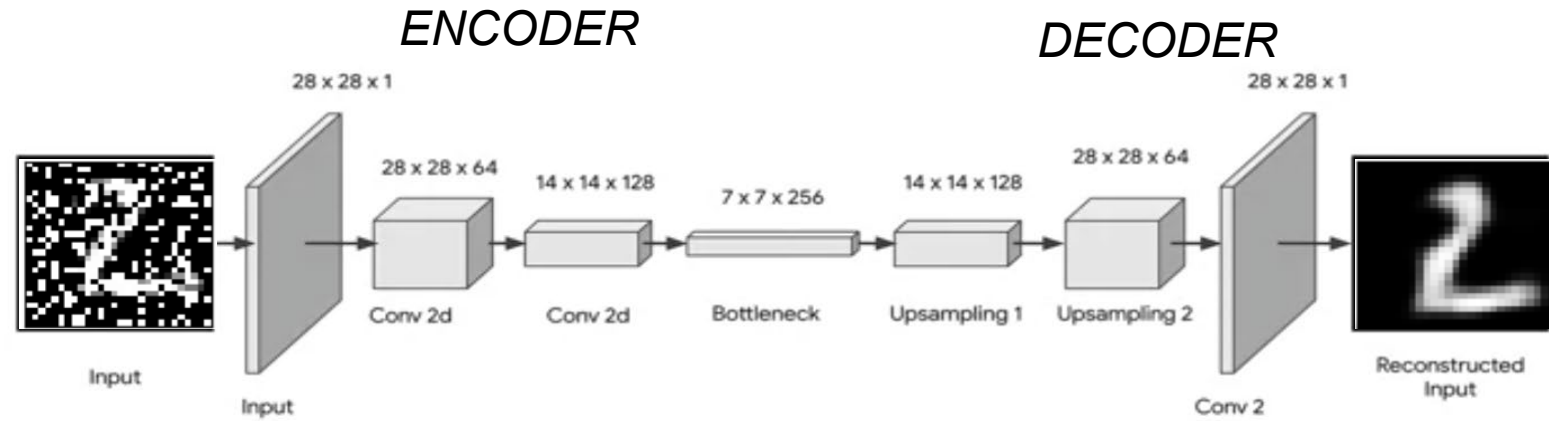 ENCODER
DECODER
28 x 28 x 1
28 x 28 x 64
14 x 14 x 128
7 x 7 x 256
14 x 14 x 128
28 x 28 x 64
28 x 28 x 1
Input
Input
Conv 2d
Conv 2d
Bottleneck
Upsampling 1
Upsampling 2
Conv 2
Reconstructed
Input
2
2